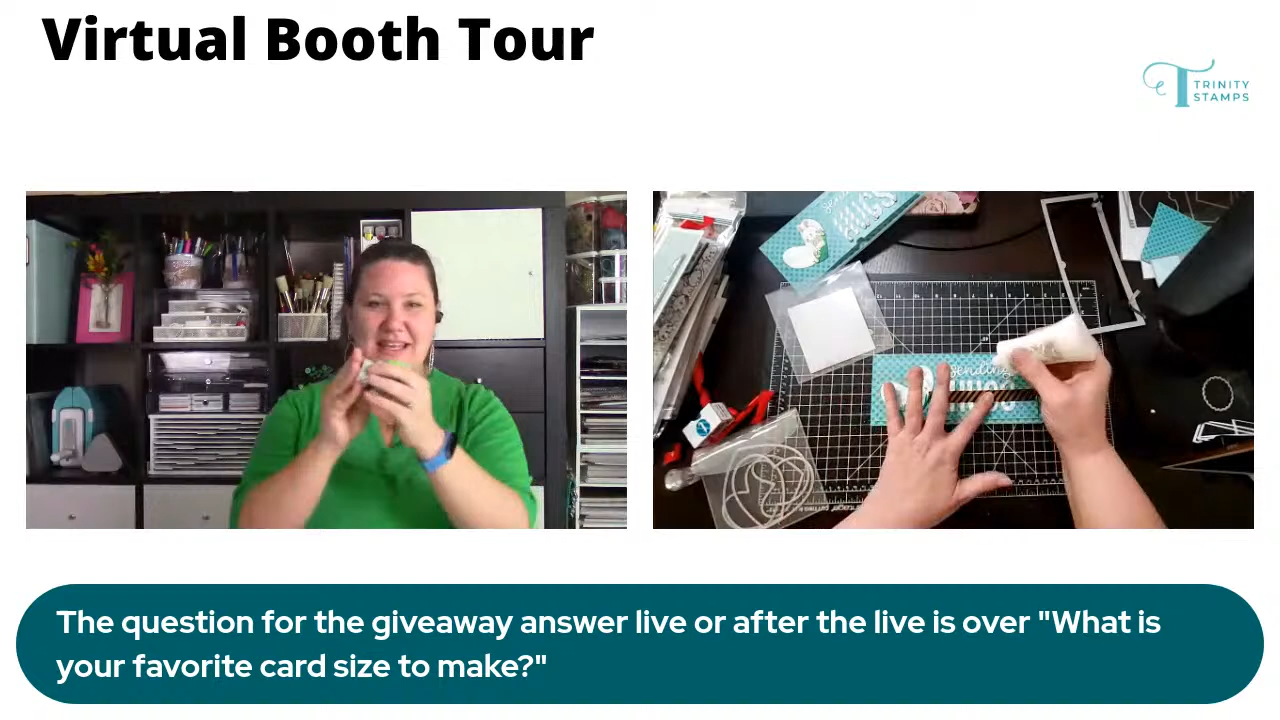 Virtual Booth Tour
TRINITY
STAMPS
sending
The question for the giveaway answer live or after the live is over "What is
your favorite card size to make?"